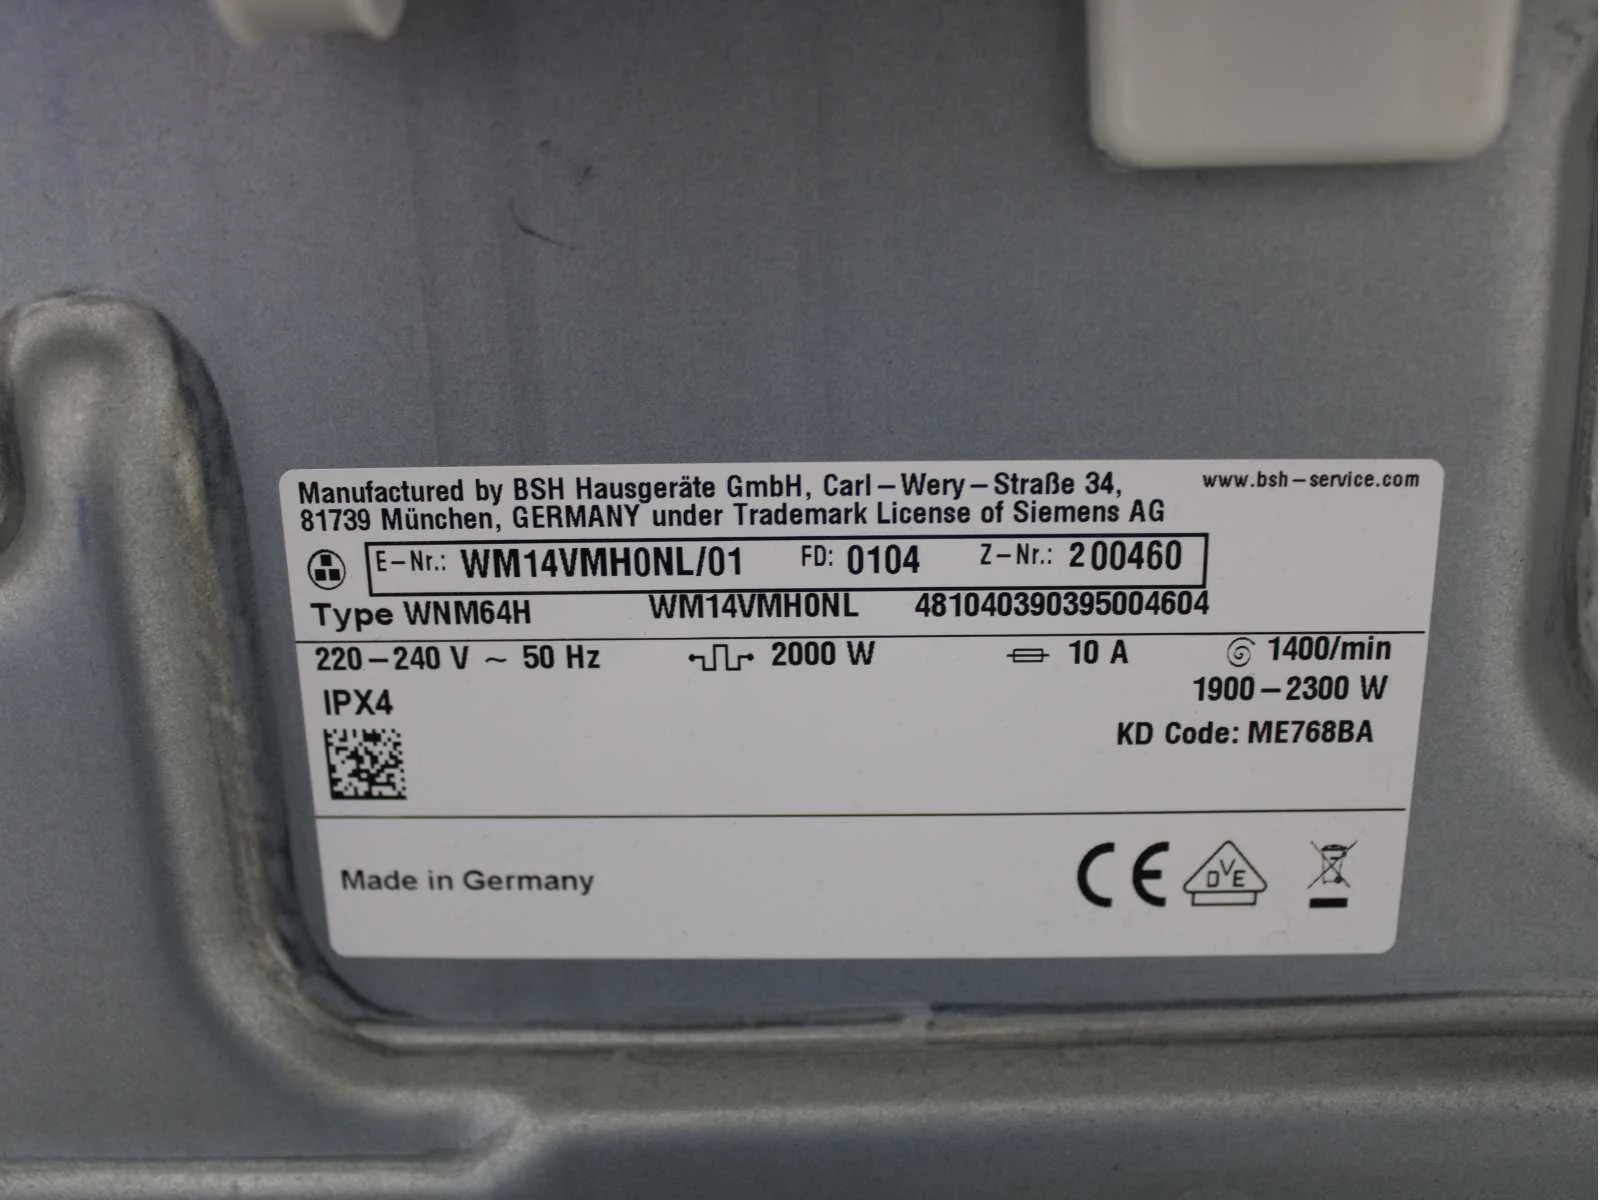 Manufactured by BSH Hausgeräte GmbH, Carl-Wery-Straße 34,
www.bsh-service.com
81739 München, GERMANY under Trademark License of Siemens AG
E-Nr.: WM14VMH0NL/01 FD: 0104 Z-Nr.: 200460
Type WNM64H WM14VMH0NL 481040390395004604
220-240 V ~ 50 Hz 2000 W 10 A 1400/min
IPX4 1900-2300 W
KD Code: ME768BA
Made in Germany CE DVE